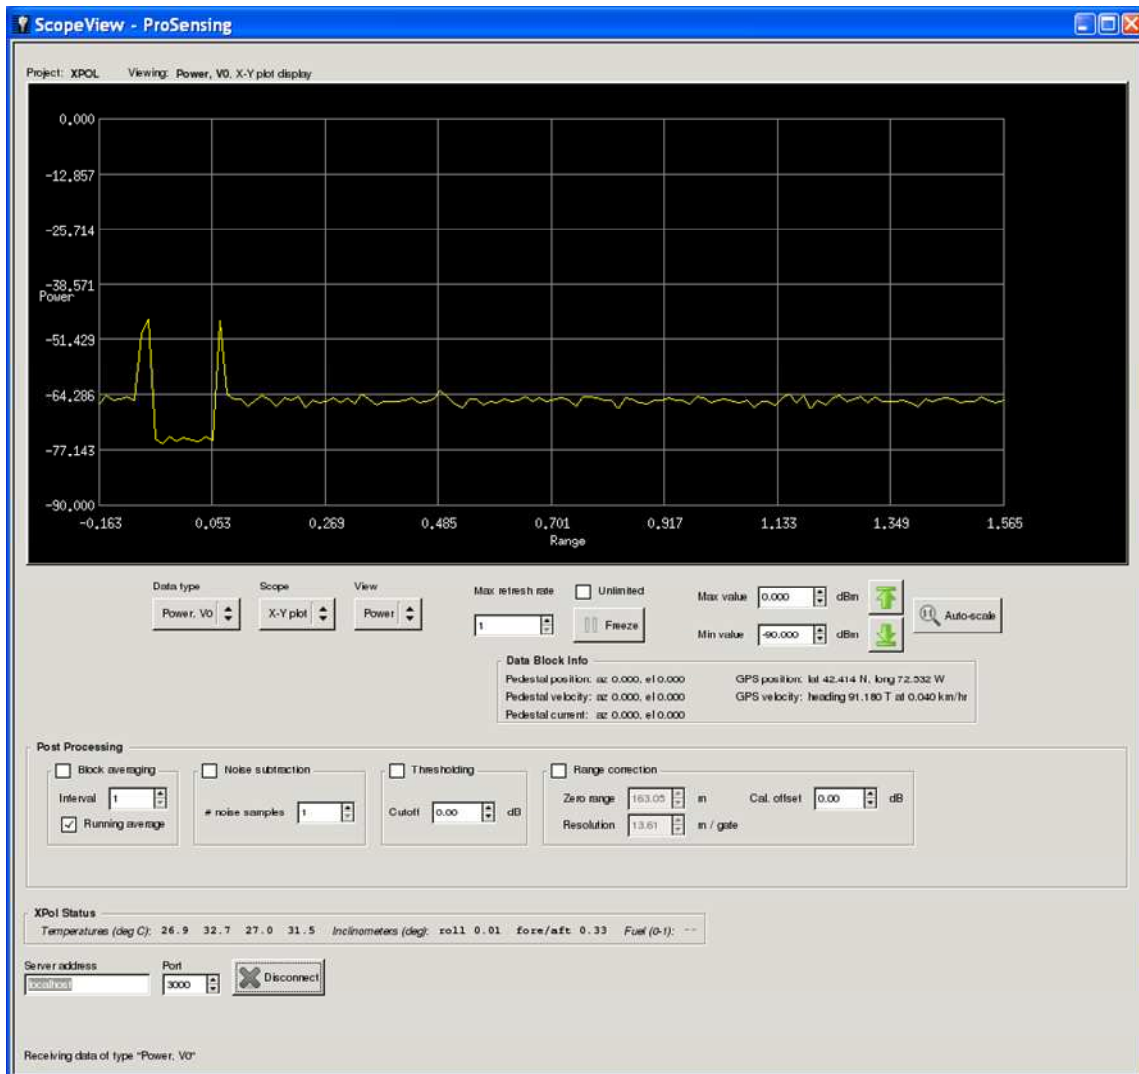 ScopeView - ProSensing
Project: XPOL Viewing: Power, V0, X-Y plot display
0.000
-12.857
-25.714
-38.571
Power
-51.429
-64.286
-77.143
-90.000
-0.163 0.053 0.269 0.485 0.701 0.917 1.133 1.349 1.565
Range
Data type Scope View Max refresh rate Unlimited Max value 0.000 dBm
Power, V0 X-Y plot Power 1 Freeze Min value -90.000 dBm Auto-scale
Data Block Info
Pedestal position: az 0.000, el 0.000 GPS position: lat 42.414 N, long 72.532 W
Pedestal velocity: az 0.000, el 0.000 GPS velocity: heading 91.180 T at 0.040 km/hr
Pedestal current: az 0.000, el 0.000
Post Processing
Block averaging Noise subtraction Thresholding Range correction
Interval 1 # noise samples 1 Cutoff 0.00 dB Zero range 163.05 m Cal. offset 0.00 dB
Running average Resolution 13.61 m / gate
XPol Status
Temperatures (deg C): 26.9 32.7 27.0 31.5 Inclinometers (deg): roll 0.01 fore/aft 0.33 Fuel (0-1): --
Server address Port
localhost 3000 Disconnect
Receiving data of type "Power, V0"